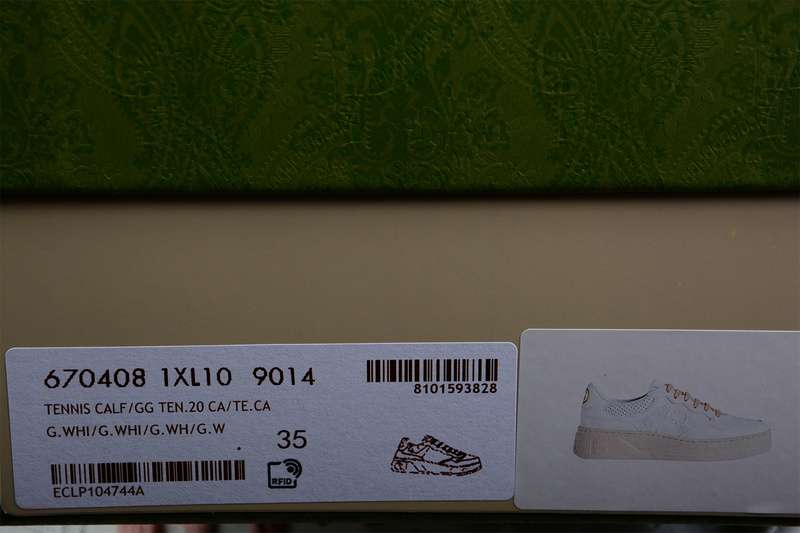 670408 1XL10 9014
8101593828
TENNIS CALF/GG TEN.20 CA/TE.CA
G.WHI/G.WHI/G.WH/G.W
35
RFID
ECLP104744A